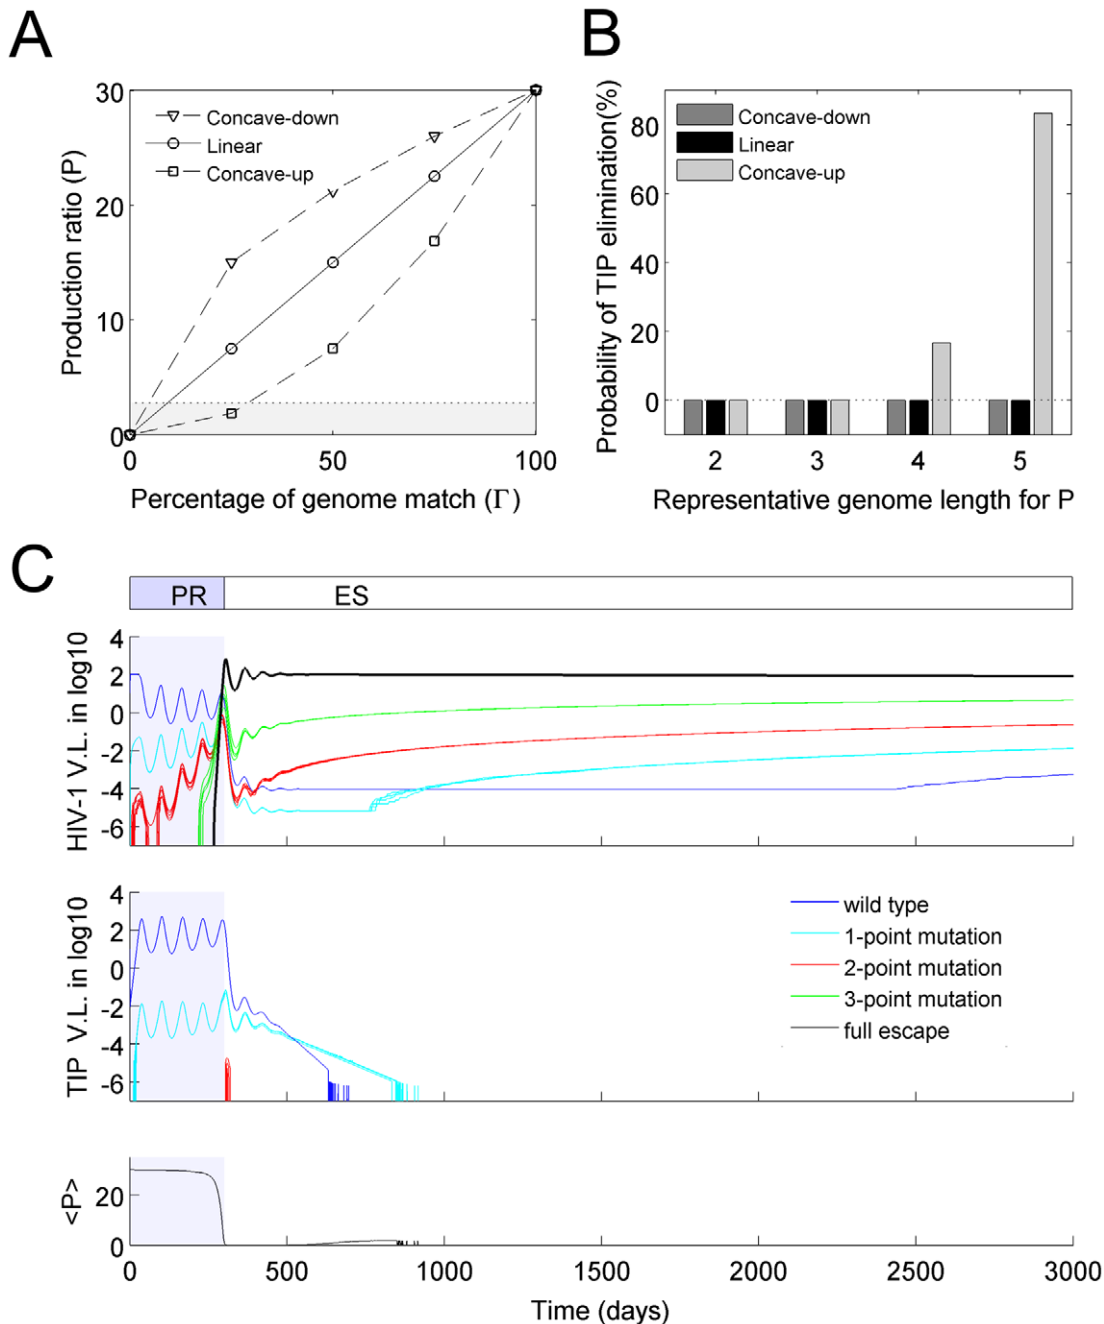 A
Production ratio (P)
30
20
10
0
Concave-down
Linear
Concave-up
0
50
100
Percentage of genome match (Γ)
B
Probability of TIP elimination(%)
80
60
40
20
0
Concave-down
Linear
Concave-up
2
3
4
5
Representative genome length for P
C
PR
ES
HIV-1 V.L. in log10
4
2
0
-2
-4
-6
TIP V.L. in log10
4
2
0
-2
-4
-6
wild type
1-point mutation
2-point mutation
3-point mutation
full escape
<P>
20
0
0
500
1000
1500
2000
2500
3000
Time (days)